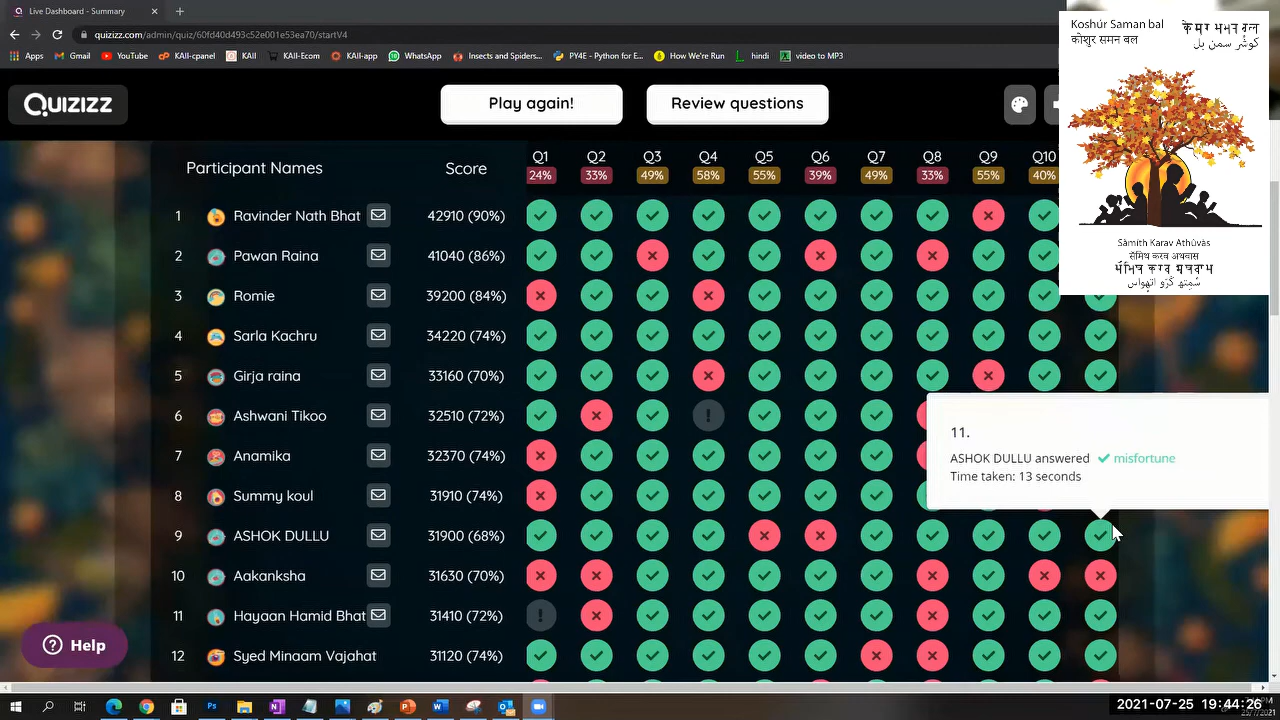 Live Dashboard - Summary
quizizz.com/admin/quiz/60fd40d493c52e001e53ea70/startV4
Apps
Gmail
YouTube
KAII-cpanel
KAII
KAII-Ecom
KAII-app
WhatsApp
Insects and Spiders...
PY4E - Python for E...
How We're Run
hindi
video to MP3
Koshúr Saman bal
कोशुर समन बल
کوشُر سمن بل
QUIZIZZ
Play again!
Review questions
Participant Names Score Q1 Q2 Q3 Q4 Q5 Q6 Q7 Q8 Q9 Q10
24% 33% 49% 58% 55% 39% 49% 33% 55% 40%
1 Ravinder Nath Bhat 42910 (90%)
2 Pawan Raina 41040 (86%)
3 Romie 39200 (84%)
4 Sarla Kachru 34220 (74%)
5 Girja raina 33160 (70%)
6 Ashwani Tikoo 32510 (72%)
7 Anamika 32370 (74%)
8 Summy koul 31910 (74%)
9 ASHOK DULLU 31900 (68%)
10 Aakanksha 31630 (70%)
11 Hayaan Hamid Bhat 31410 (72%)
12 Syed Minaam Vajahat 31120 (74%)
Sâmith Karav Athûvàs
11.
ASHOK DULLU answered misfortune
Time taken: 13 seconds
Help
2021-07-25 19:44:26